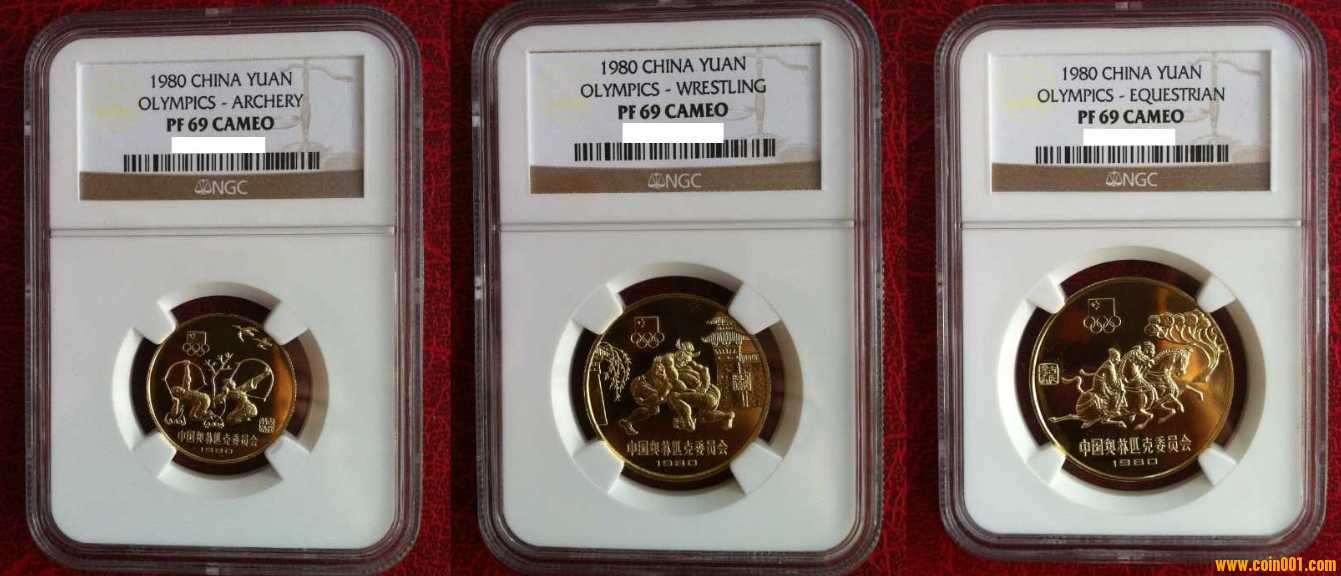 1980 CHINA YUAN
OLYMPICS - ARCHERY
PF 69 CAMEO
NGC
中国奥林匹克委员会
1980
1980 CHINA YUAN
OLYMPICS - WRESTLING
PF 69 CAMEO
NGC
中国奥林匹克委员会
1980
1980 CHINA YUAN
OLYMPICS - EQUESTRIAN
PF 69 CAMEO
NGC
中国奥林匹克委员会
1980
www.coin001.com